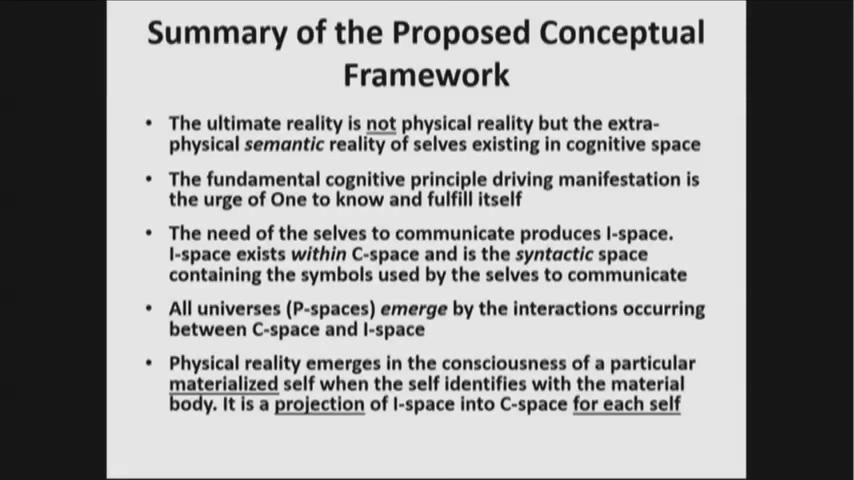 Summary of the Proposed Conceptual
Framework
• The ultimate reality is not physical reality but the extra-
physical semantic reality of selves existing in cognitive space
• The fundamental cognitive principle driving manifestation is
the urge of One to know and fulfill itself
• The need of the selves to communicate produces I-space.
I-space exists within C-space and is the syntactic space
containing the symbols used by the selves to communicate
• All universes (P-spaces) emerge by the interactions occurring
between C-space and I-space
• Physical reality emerges in the consciousness of a particular
materialized self when the self identifies with the material
body. It is a projection of I-space into C-space for each self